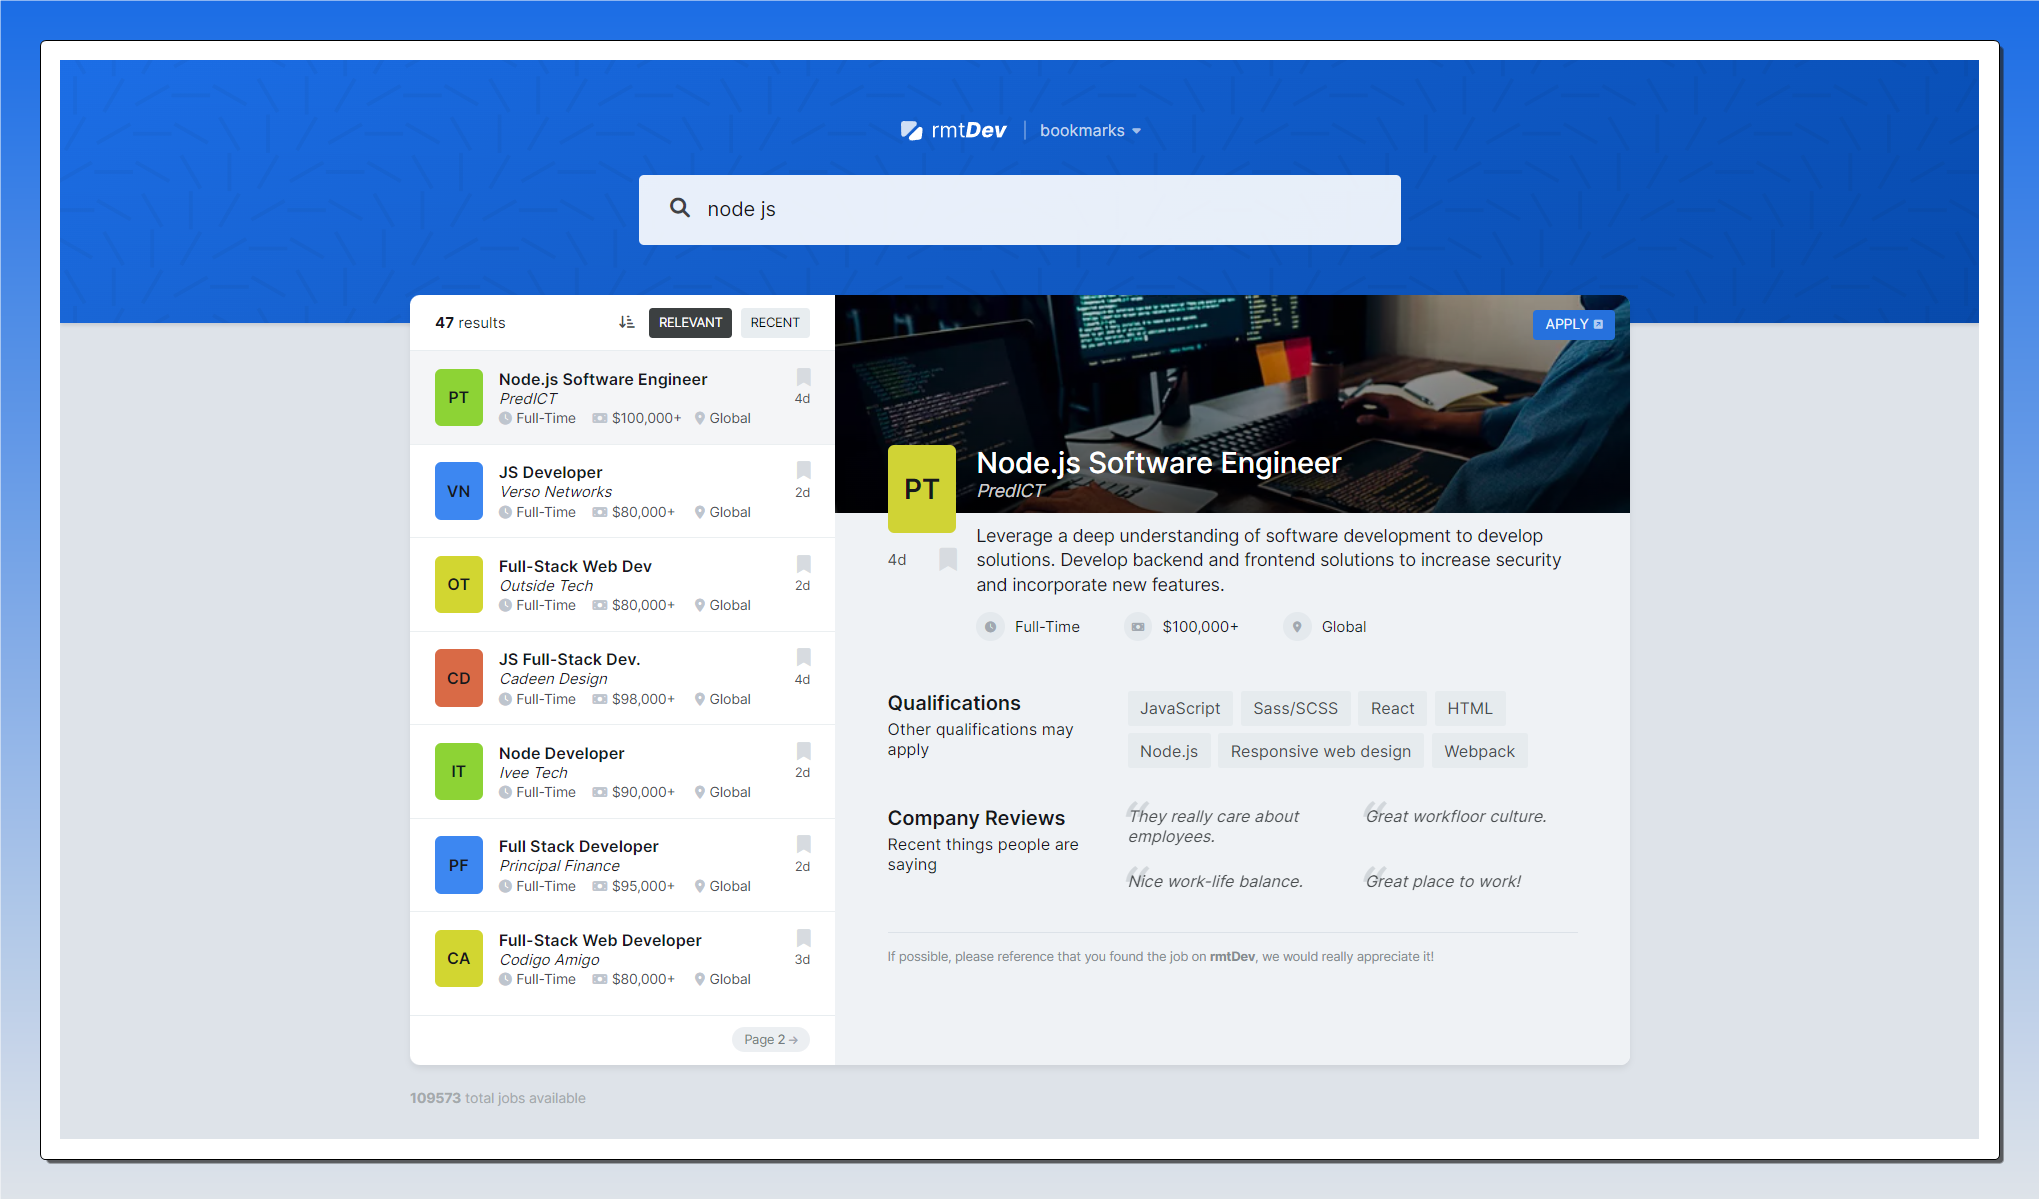 rmtDev
bookmarks
node js
47 results
RELEVANT
RECENT
PT
Node.js Software Engineer
PredICT
4d
Full-Time
$100,000+
Global
VN
JS Developer
Verso Networks
2d
Full-Time
$80,000+
Global
OT
Full-Stack Web Dev
Outside Tech
2d
Full-Time
$80,000+
Global
CD
JS Full-Stack Dev.
Cadeen Design
4d
Full-Time
$98,000+
Global
IT
Node Developer
Ivee Tech
2d
Full-Time
$90,000+
Global
PF
Full Stack Developer
Principal Finance
2d
Full-Time
$95,000+
Global
CA
Full-Stack Web Developer
Codigo Amigo
3d
Full-Time
$80,000+
Global
Page 2 →
109573 total jobs available
APPLY
PT
Node.js Software Engineer
PredICT
4d
Leverage a deep understanding of software development to develop
solutions. Develop backend and frontend solutions to increase security
and incorporate new features.
Full-Time
$100,000+
Global
Qualifications
Other qualifications may
apply
JavaScript
Sass/SCSS
React
HTML
Node.js
Responsive web design
Webpack
Company Reviews
Recent things people are
saying
They really care about
employees.
Great workfloor culture.
Nice work-life balance.
Great place to work!
If possible, please reference that you found the job on rmtDev, we would really appreciate it!